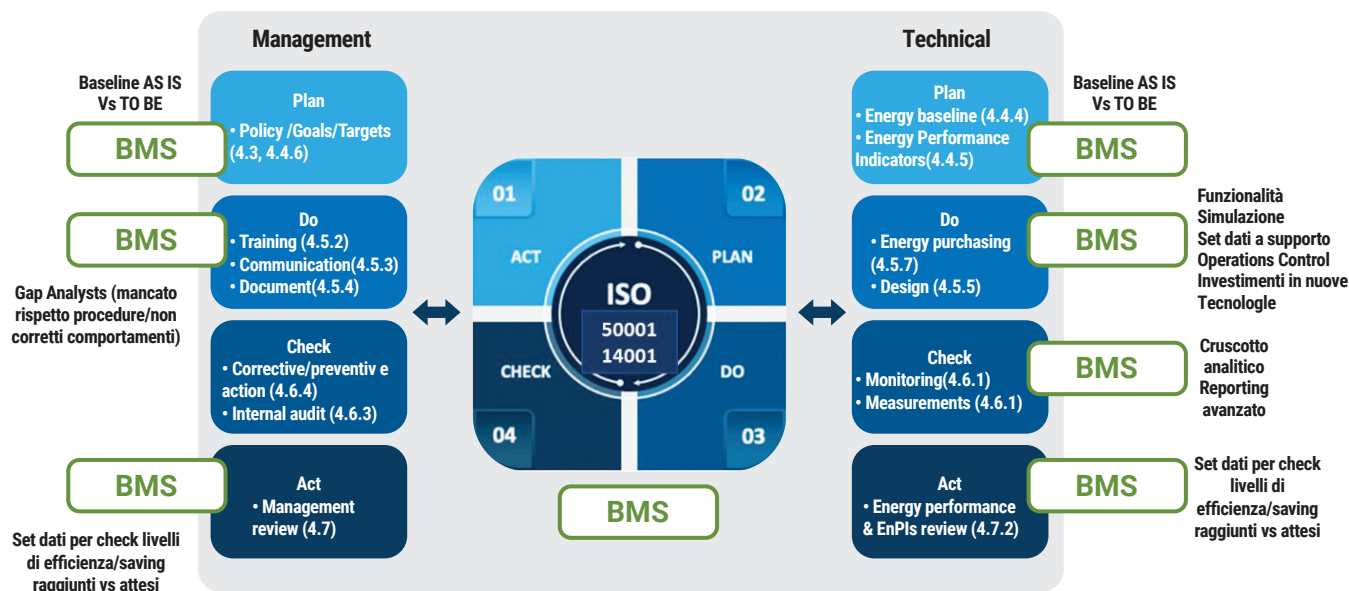 Management
Baseline AS IS
Vs TO BE
BMS
Plan
• Policy /Goals/Targets
(4.3, 4.4.6)
BMS
Do
• Training (4.5.2)
• Communication(4.5.3)
• Document(4.5.4)
Gap Analysts (mancato
rispetto procedure/non
corretti comportamenti)
Check
• Corrective/preventiv e
action (4.6.4)
• Internal audit (4.6.3)
BMS
Act
• Management
review (4.7)
Set dati per check livelli
di efficienza/saving
raggiunti vs attesi
01
02
ACT
PLAN
ISO
50001
14001
CHECK
DO
04
03
BMS
Technical
Plan
• Energy baseline (4.4.4)
• Energy Performance
Indicators(4.4.5)
Baseline AS IS
Vs TO BE
BMS
Do
• Energy purchasing
(4.5.7)
• Design (4.5.5)
BMS
Funzionalità
Simulazione
Set dati a supporto
Operations Control
Investimenti in nuove
Tecnologle
Check
• Monitoring(4.6.1)
• Measurements (4.6.1)
BMS
Cruscotto
analitico
Reporting
avanzato
Act
• Energy performance
& EnPIs review (4.7.2)
BMS
Set dati per check
livelli di
efficienza/saving
raggiunti vs attesi